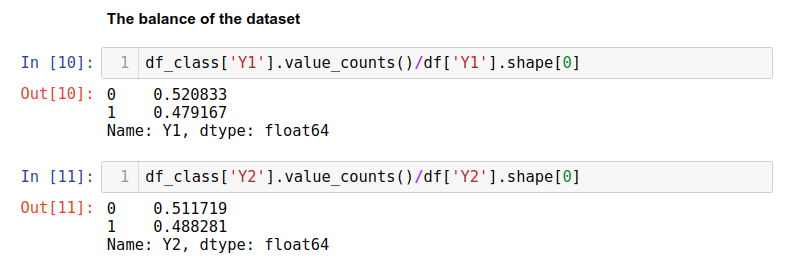 The balance of the dataset
In [10]: 1 df_class['Y1'].value_counts()/df['Y1'].shape[0]
Out[10]: 0 0.520833
1 0.479167
Name: Y1, dtype: float64
In [11]: 1 df_class['Y2'].value_counts()/df['Y2'].shape[0]
Out[11]: 0 0.511719
1 0.488281
Name: Y2, dtype: float64